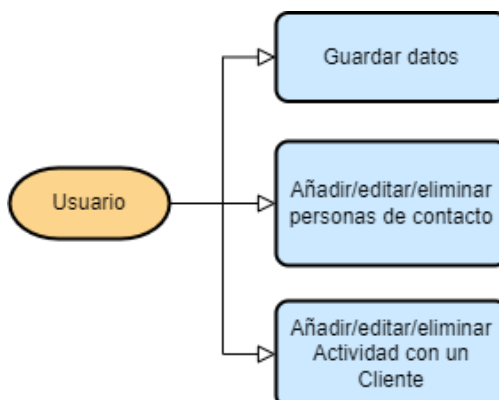 Guardar datos
Usuario
Añadir/editar/eliminar
personas de contacto
Añadir/editar/eliminar
Actividad con un
Cliente